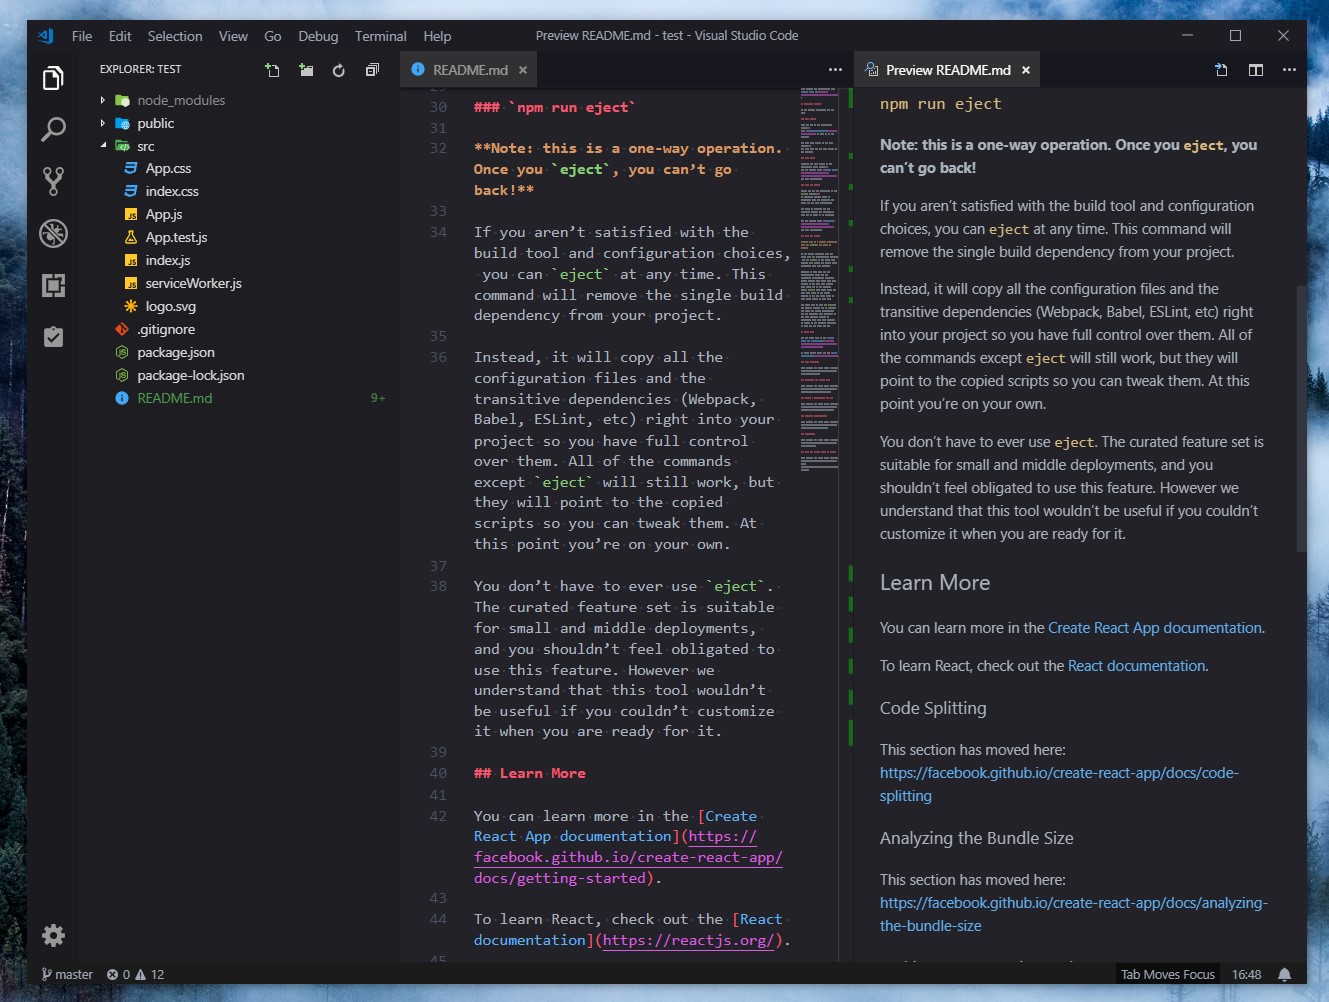 File Edit Selection View Go Debug Terminal Help Preview README.md - test - Visual Studio Code
EXPLORER: TEST
node_modules
public
src
App.css
index.css
App.js
App.test.js
index.js
serviceWorker.js
logo.svg
.gitignore
package.json
package-lock.json
README.md 9+
README.md
30 ### `npm run eject`
31
32 **Note: this is a one-way operation.
Once you `eject`, you can’t go
back!**
33
34 If you aren’t satisfied with the
build tool and configuration choices,
you can `eject` at any time. This
command will remove the single build
dependency from your project.
35
36 Instead, it will copy all the
configuration files and the
transitive dependencies (Webpack,
Babel, ESLint, etc) right into your
project so you have full control
over them. All of the commands
except `eject` will still work, but
they will point to the copied
scripts so you can tweak them. At
this point you’re on your own.
37
38 You don’t have to ever use `eject`.
The curated feature set is suitable
for small and middle deployments,
and you shouldn’t feel obligated to
use this feature. However we
understand that this tool wouldn’t
be useful if you couldn’t customize
it when you are ready for it.
39
40 ## Learn More
41
42 You can learn more in the [Create
React App documentation](https://
facebook.github.io/create-react-app/
docs/getting-started).
43
44 To learn React, check out the [React
documentation](https://reactjs.org/).
Preview README.md
npm run eject
Note: this is a one-way operation. Once you eject, you
can’t go back!
If you aren’t satisfied with the build tool and configuration
choices, you can eject at any time. This command will
remove the single build dependency from your project.
Instead, it will copy all the configuration files and the
transitive dependencies (Webpack, Babel, ESLint, etc) right
into your project so you have full control over them. All of
the commands except eject will still work, but they will
point to the copied scripts so you can tweak them. At this
point you’re on your own.
You don’t have to ever use eject. The curated feature set is
suitable for small and middle deployments, and you
shouldn’t feel obligated to use this feature. However we
understand that this tool wouldn’t be useful if you couldn’t
customize it when you are ready for it.
Learn More
You can learn more in the Create React App documentation.
To learn React, check out the React documentation.
Code Splitting
This section has moved here:
https://facebook.github.io/create-react-app/docs/code-
splitting
Analyzing the Bundle Size
This section has moved here:
https://facebook.github.io/create-react-app/docs/analyzing-
the-bundle-size
master 0 12 Tab Moves Focus 16:48